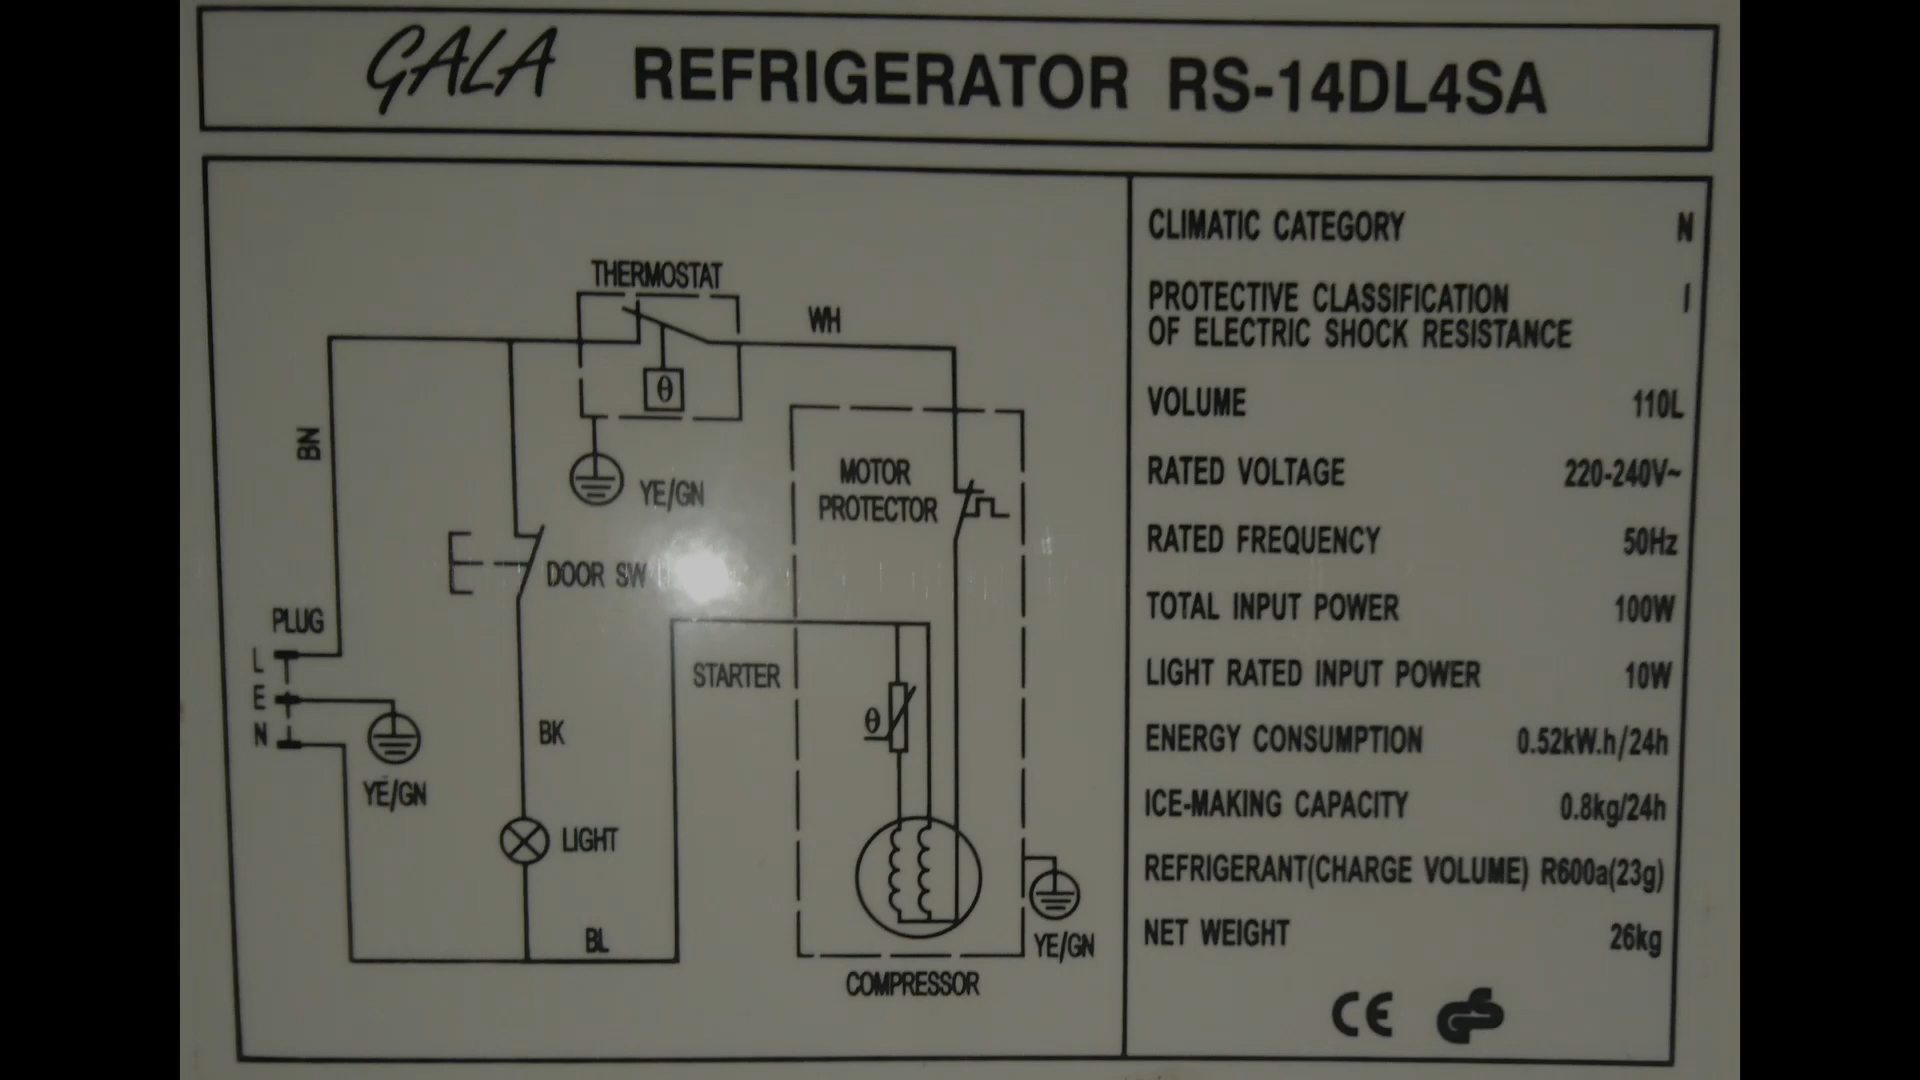 GALA REFRIGERATOR RS-14DL4SA
THERMOSTAT
WH
θ
BN
YE/GN
MOTOR
PROTECTOR
DOOR SW
PLUG
L
E
N
YE/GN
STARTER
θ
BK
LIGHT
BL
YE/GN
COMPRESSOR
CLIMATIC CATEGORY N
PROTECTIVE CLASSIFICATION I
OF ELECTRIC SHOCK RESISTANCE
VOLUME 110L
RATED VOLTAGE 220-240V~
RATED FREQUENCY 50Hz
TOTAL INPUT POWER 100W
LIGHT RATED INPUT POWER 10W
ENERGY CONSUMPTION 0.52kW.h/24h
ICE-MAKING CAPACITY 0.8kg/24h
REFRIGERANT(CHARGE VOLUME) R600a(23g)
NET WEIGHT 26kg
CE